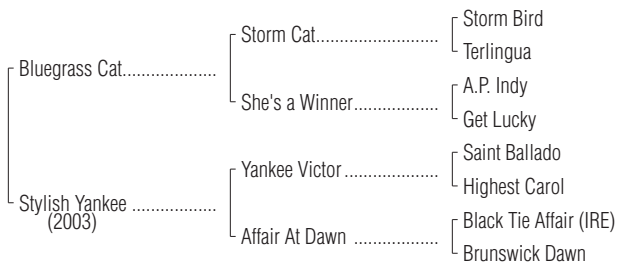 Storm Bird
Storm Cat........................
Terlingua
Bluegrass Cat...................
A.P. Indy
She's a Winner.................
Get Lucky
Saint Ballado
Yankee Victor...................
Highest Carol
Stylish Yankee .................
(2003)
Black Tie Affair (IRE)
Affair At Dawn .................
Brunswick Dawn